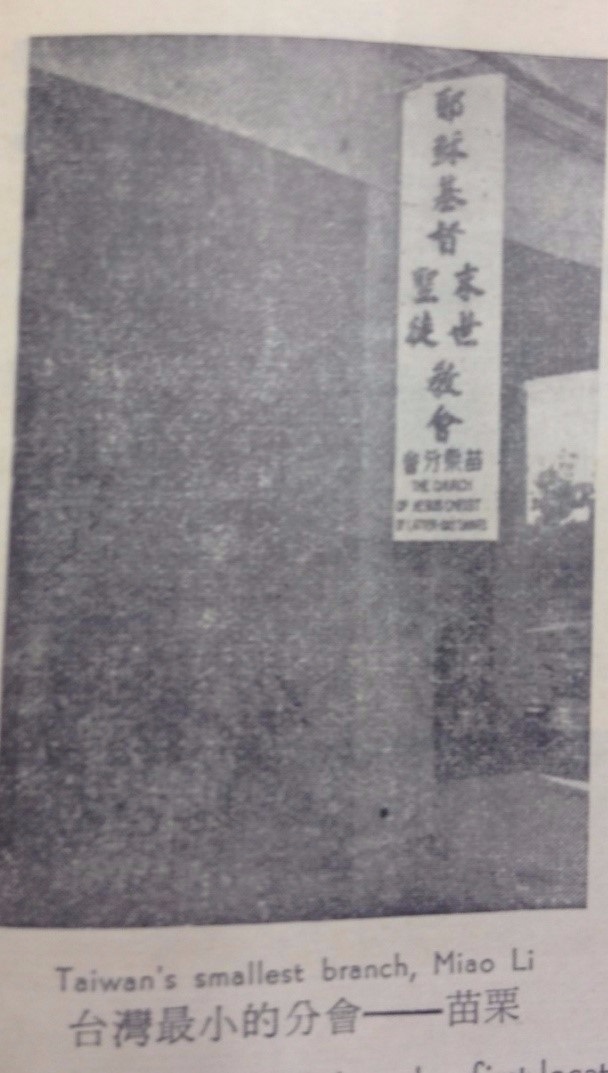 耶穌基督
末世
聖徒
教會
苗栗分會
THE CHURCH
OF JESUS CHRIST
OF LATTER-DAY SAINTS
Taiwan's smallest branch, Miao Li
台灣最小的分會——苗栗
first